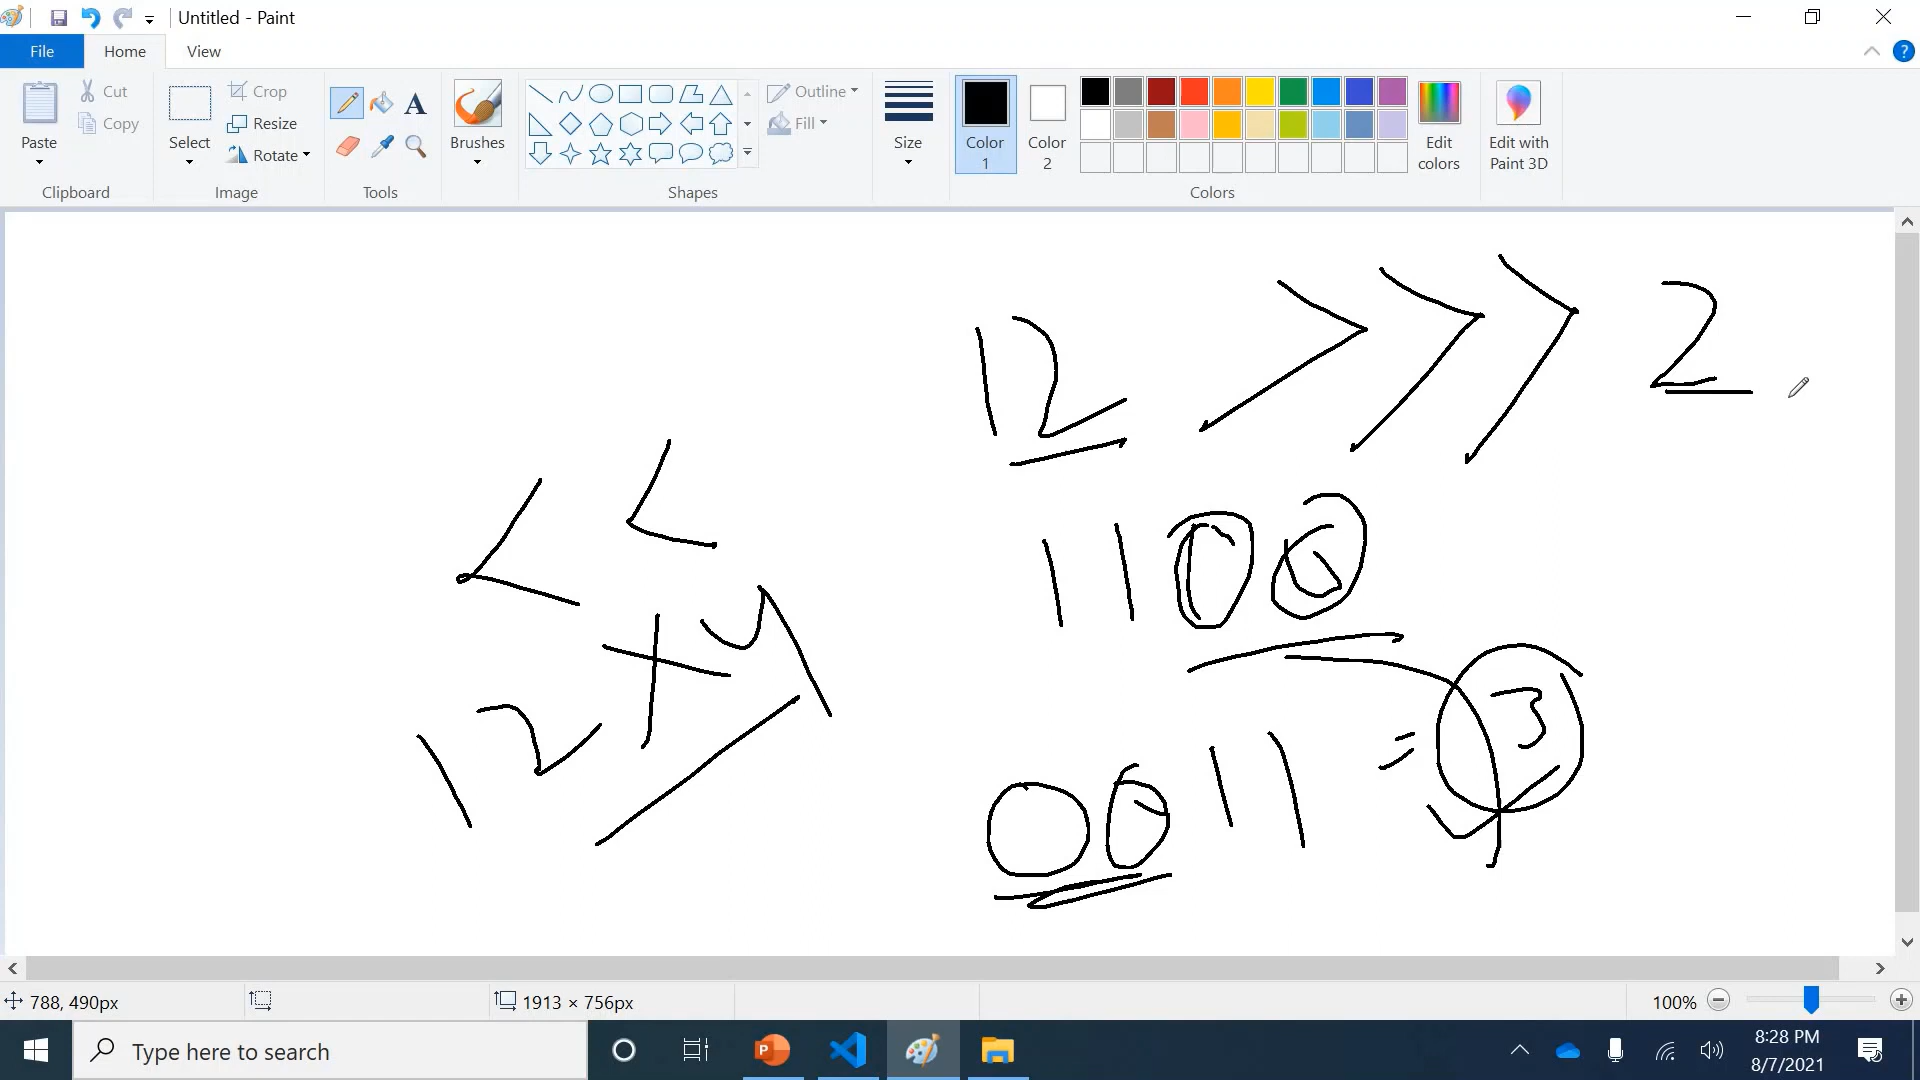 Untitled - Paint
File Home View ?
Paste
Cut
Copy
Clipboard
Select
Crop
Resize
Rotate
Image
A
Tools
Brushes
Shapes
Outline
Fill
Size
Color 1
Color 2
Colors
Edit colors
Edit with Paint 3D
12 >>> 2
1100
0011 = 3
<<
12 × 4
788, 490px
1913 × 756px
100%
Type here to search
P
8:28 PM
8/7/2021